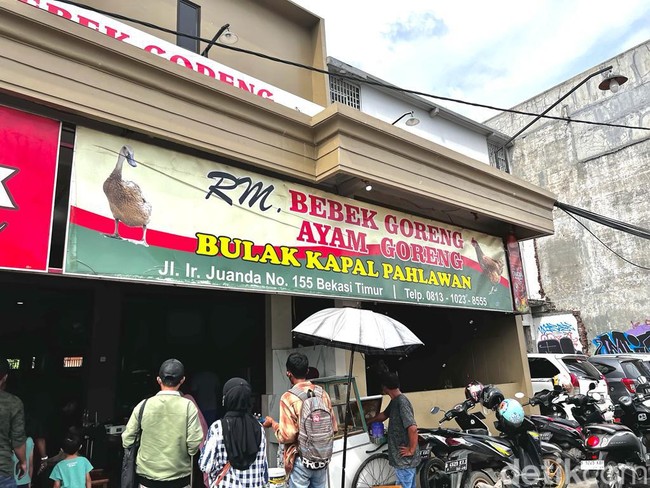 BEBEK GORENG
RM. BEBEK GORENG
AYAM GORENG
BULAK KAPAL PAHLAWAN
Jl. Ir. Juanda No. 155 Bekasi Timur | Telp. 0813 - 1023 - 8555
detikcom